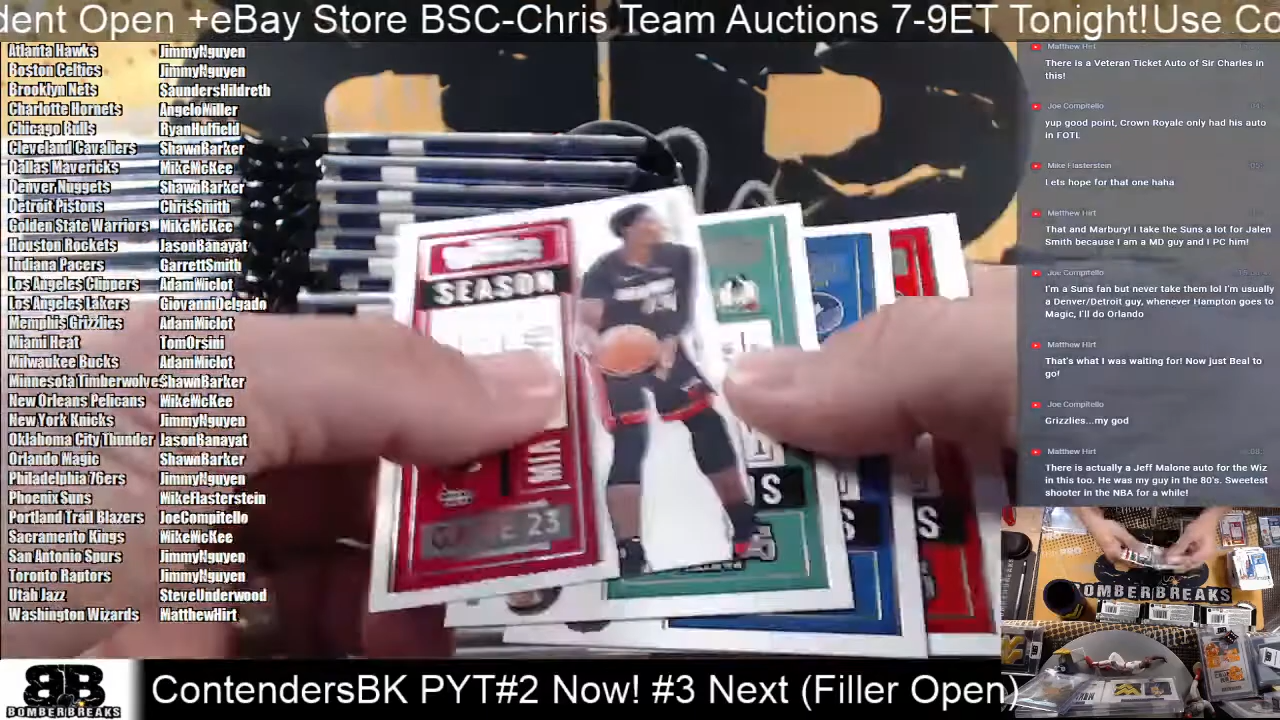 dent Open +eBay Store BSC-Chris Team Auctions 7-9ET Tonight! Use Co
Atlanta Hawks JimmyNguyen
Boston Celtics JimmyNguyen
Brooklyn Nets SaundersHildreth
Charlotte Hornets AngeloMiller
Chicago Bulls RyanHulfield
Cleveland Cavaliers ShawnBarker
Dallas Mavericks MikeMcKee
Denver Nuggets ShawnBarker
Detroit Pistons ChrisSmith
Golden State Warriors MikeMcKee
Houston Rockets JasonBanayat
Indiana Pacers GarrettSmith
Los Angeles Clippers AdamMiclot
Los Angeles Lakers GiovanniDelgado
Memphis Grizzlies AdamMiclot
Miami Heat TomOrsini
Milwaukee Bucks AdamMiclot
Minnesota Timberwolves ShawnBarker
New Orleans Pelicans MikeMcKee
New York Knicks JimmyNguyen
Oklahoma City Thunder JasonBanayat
Orlando Magic ShawnBarker
Philadelphia 76ers JimmyNguyen
Phoenix Suns MikeFlasterstein
Portland Trail Blazers JoeCompitello
Sacramento Kings MikeMcKee
San Antonio Spurs JimmyNguyen
Toronto Raptors JimmyNguyen
Utah Jazz SteveUnderwood
Washington Wizards MatthewHirt
SEASON
MIA
23
S
S
S
Matthew Hirt
There is a Veteran Ticket Auto of Sir Charles in
this!
Joe Compitello
yup good point, Crown Royale only had his auto
in FOTL
Mike Flasterstein
I lets hope for that one haha
Matthew Hirt
That and Marbury! I take the Suns a lot for Jalen
Smith because I am a MD guy and I PC him!
Joe Compitello
I'm a Suns fan but never take them lol I'm usually
a Denver/Detroit guy, whenever Hampton goes to
Magic, I'll do Orlando
Matthew Hirt
That's what I was waiting for! Now just Beal to
go!
Joe Compitello
Grizzlies...my god
Matthew Hirt
There is actually a Jeff Malone auto for the Wiz
in this too. He was my guy in the 80's. Sweetest
shooter in the NBA for a while!
BOMBERBREAKS
BB
BOMBERBREAKS
ContendersBK PYT#2 Now! #3 Next (Filler Open)